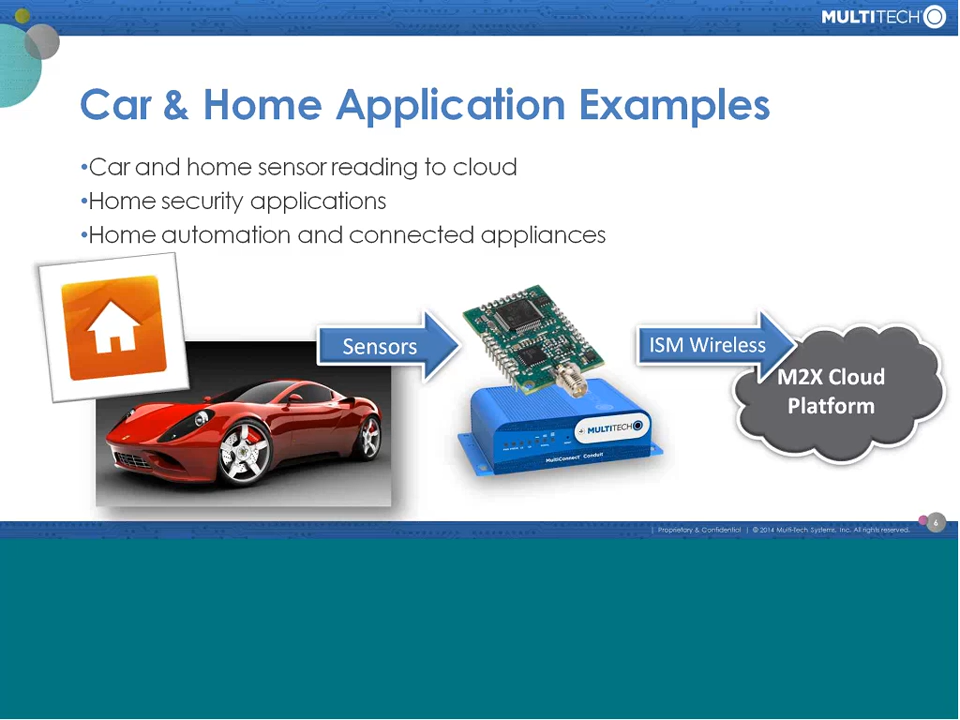 MULTITECH
Car & Home Application Examples
•Car and home sensor reading to cloud
•Home security applications
•Home automation and connected appliances
Sensors
ISM Wireless
M2X Cloud
Platform
MULTITECH
MultiConnect® Conduit
| Proprietary & Confidential | © 2014 Multi-Tech Systems, Inc. All rights reserved.
6